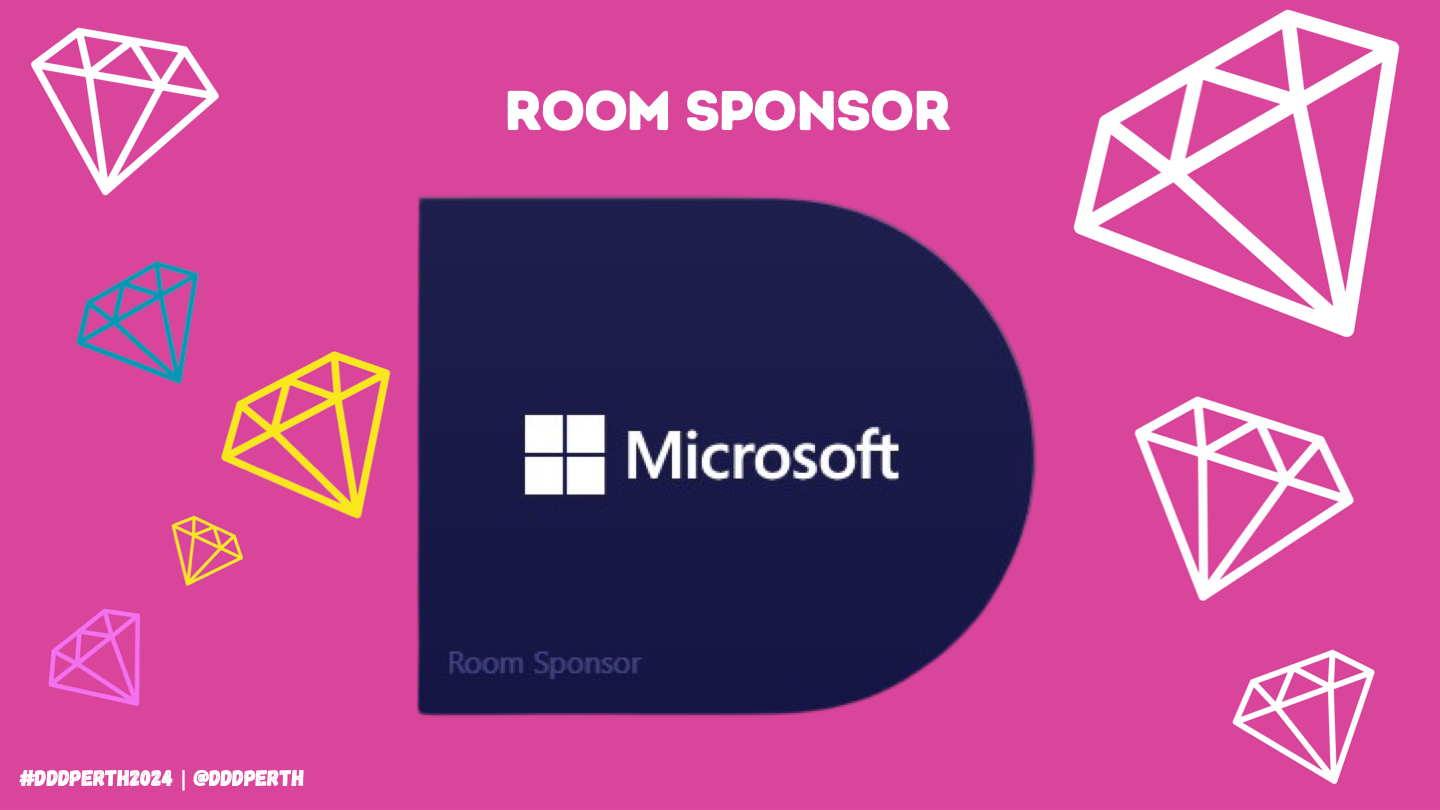 ROOM SPONSOR
Microsoft
Room Sponsor
#DDDPERTH2024 | @DDDPERTH